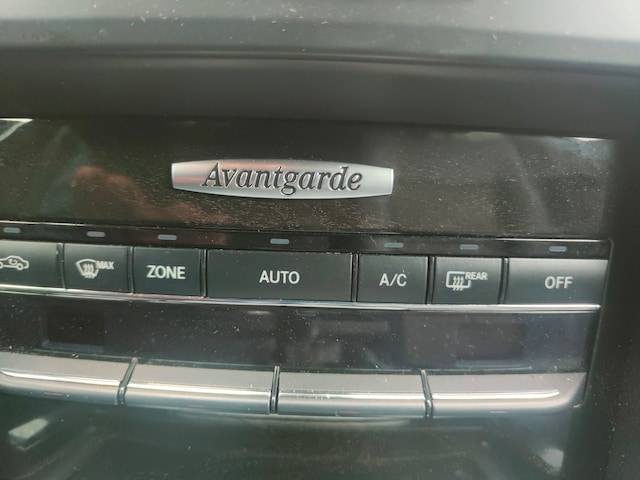 Avantgarde
MAX ZONE AUTO A/C REAR OFF